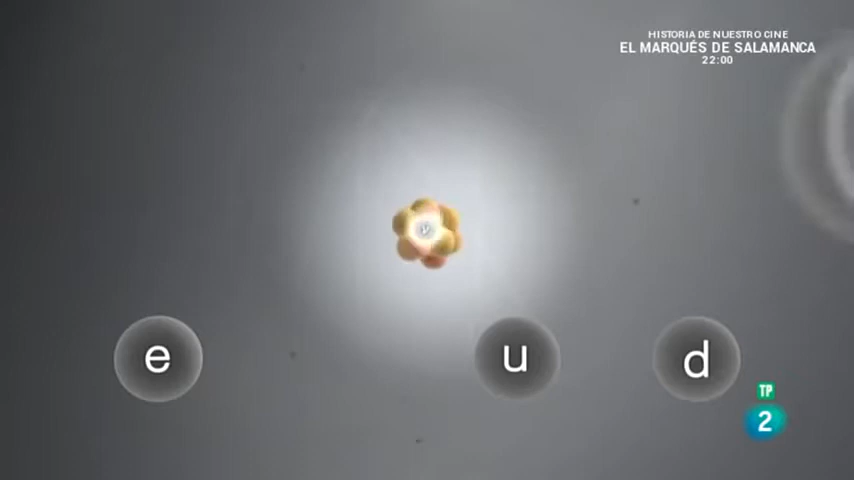 HISTORIA DE NUESTRO CINE
EL MARQUÉS DE SALAMANCA
22:00
ν
e
u
d
TP
2